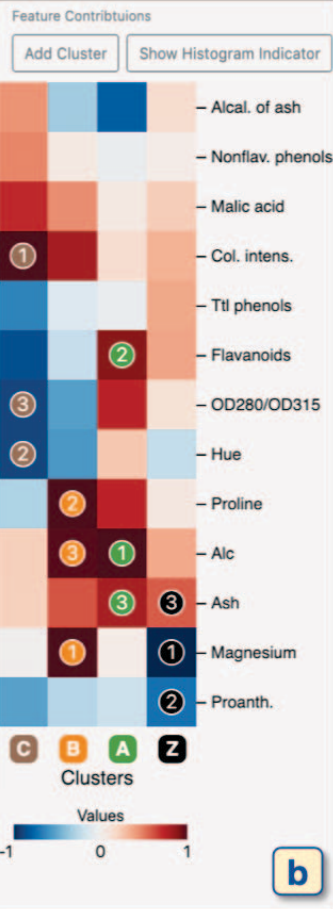 Feature Contribtuions
Add Cluster Show Histogram Indicator
Alcal. of ash
Nonflav. phenols
Malic acid
1 Col. intens.
Ttl phenols
2 Flavanoids
3 OD280/OD315
2 Hue
2 Proline
3 1 Alc
3 3 Ash
1 1 Magnesium
2 Proanth.
C B A Z
Clusters
Values
-1 0 1
b